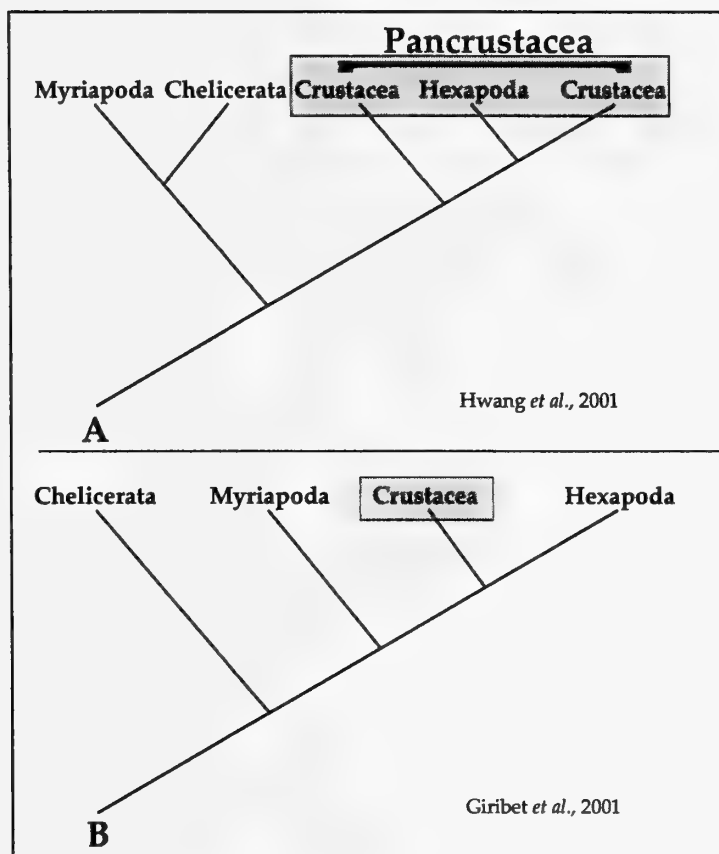 Pancrustacea
Myriapoda Chelicerata Crustacea Hexapoda Crustacea
Hwang et al., 2001
A
Chelicerata Myriapoda Crustacea Hexapoda
Giribet et al., 2001
B